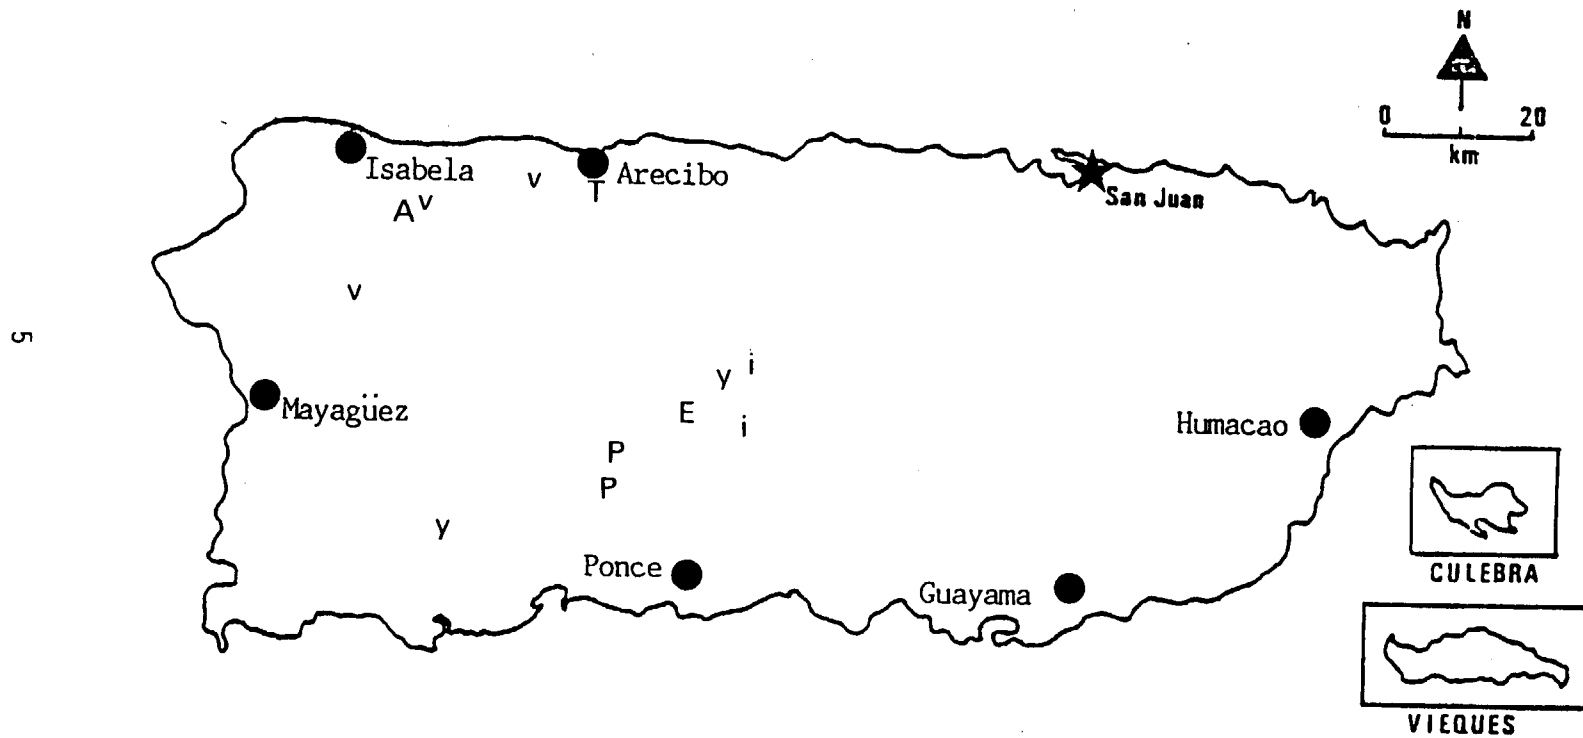 N
0 20
km
Isabela
v
Arecibo
T
San Juan
A v
v
5
y i
Mayagüez
E
i
Humacao
P
P
y
Ponce
Guayama
CULEBRA
VIEQUES